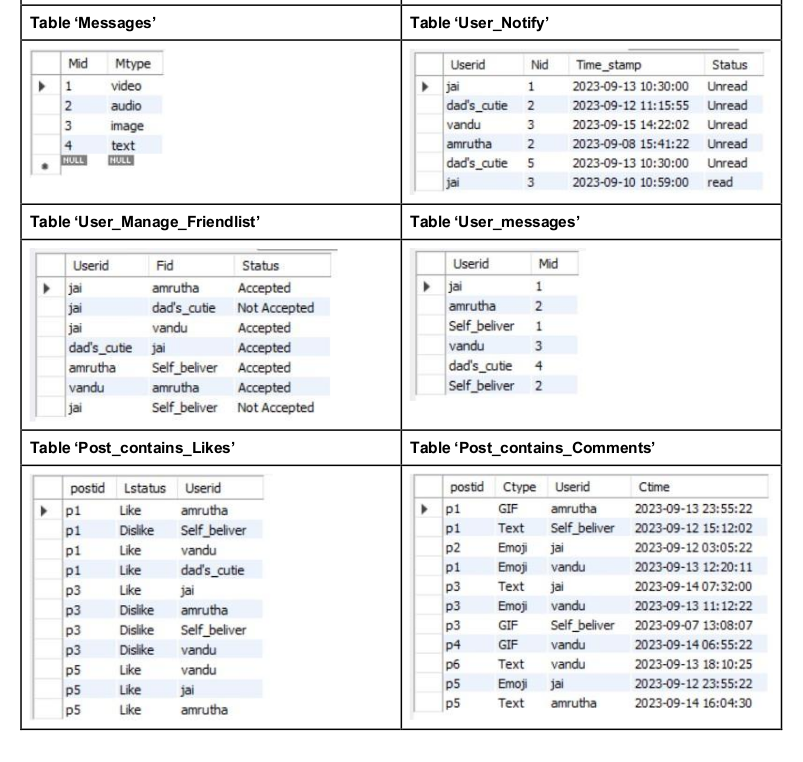 Table ‘Messages’
Mid Mtype
1 video
2 audio
3 image
4 text
NULL NULL
Table ‘User_Notify’
Userid Nid Time_stamp Status
jai 1 2023-09-13 10:30:00 Unread
dad's_cutie 2 2023-09-12 11:15:55 Unread
vandu 3 2023-09-15 14:22:02 Unread
amrutha 2 2023-09-08 15:41:22 Unread
dad's_cutie 5 2023-09-13 10:30:00 Unread
jai 3 2023-09-10 10:59:00 read
Table ‘User_Manage_Friendlist’
Userid Fid Status
jai amrutha Accepted
jai dad's_cutie Not Accepted
jai vandu Accepted
dad's_cutie jai Accepted
amrutha Self_beliver Accepted
vandu amrutha Accepted
jai Self_beliver Not Accepted
Table ‘User_messages’
Userid Mid
jai 1
amrutha 2
Self_beliver 1
vandu 3
dad's_cutie 4
Self_beliver 2
Table ‘Post_contains_Likes’
postid Lstatus Userid
p1 Like amrutha
p1 Dislike Self_beliver
p1 Like vandu
p1 Like dad's_cutie
p3 Like jai
p3 Dislike amrutha
p3 Dislike Self_beliver
p3 Dislike vandu
p5 Like vandu
p5 Like jai
p5 Like amrutha
Table ‘Post_contains_Comments’
postid Ctype Userid Ctime
p1 GIF amrutha 2023-09-13 23:55:22
p1 Text Self_beliver 2023-09-12 15:12:02
p2 Emoji jai 2023-09-12 03:05:22
p1 Emoji vandu 2023-09-13 12:20:11
p3 Text jai 2023-09-14 07:32:00
p3 Emoji vandu 2023-09-13 11:12:22
p3 GIF Self_beliver 2023-09-07 13:08:07
p4 GIF vandu 2023-09-14 06:55:22
p6 Text vandu 2023-09-13 18:10:25
p5 Emoji jai 2023-09-12 23:55:22
p5 Text amrutha 2023-09-14 16:04:30